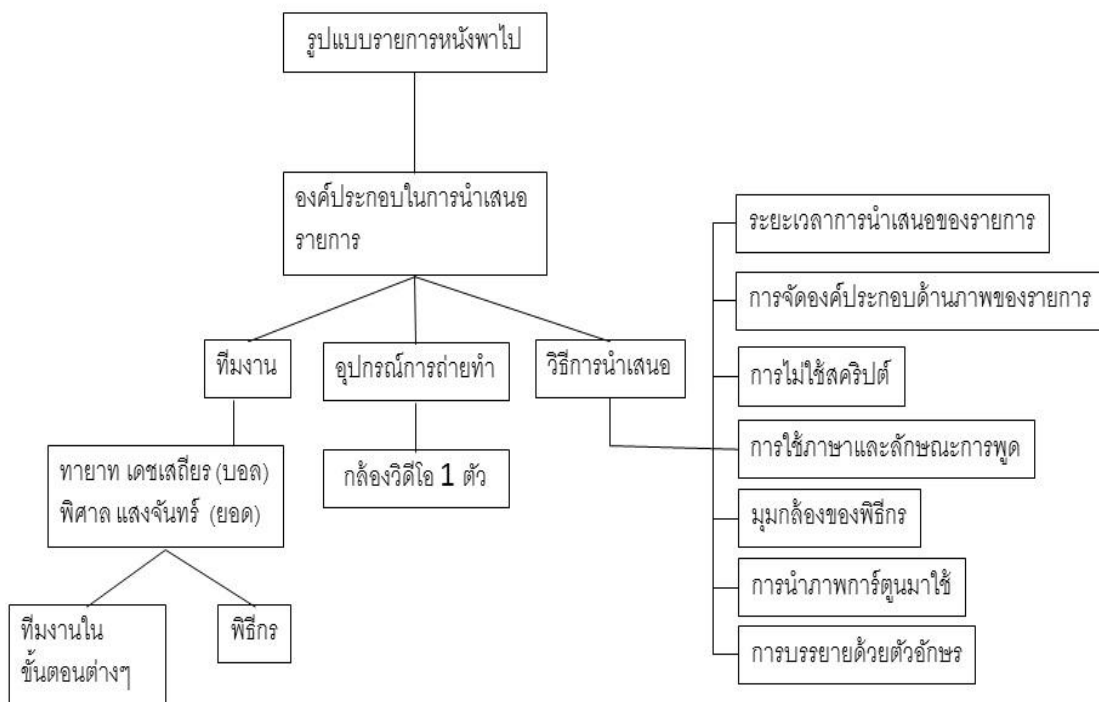 รูปแบบรายการหนังพาไป
องค์ประกอบในการนำเสนอ
รายการ
ทีมงาน
อุปกรณ์การถ่ายทำ
วิธีการนำเสนอ
ทายาท เดชเสถียร (บอล)
พิศาล แสงจันทร์ (ยอด)
กล้องวิดีโอ 1 ตัว
ทีมงานใน
ขั้นตอนต่างๆ
พิธีกร
ระยะเวลาการนำเสนอของรายการ
การจัดองค์ประกอบด้านภาพของรายการ
การไม่ใช้สคริปต์
การใช้ภาษาและลักษณะการพูด
มุมกล้องของพิธีกร
การนำภาพการ์ตูนมาใช้
การบรรยายด้วยตัวอักษร